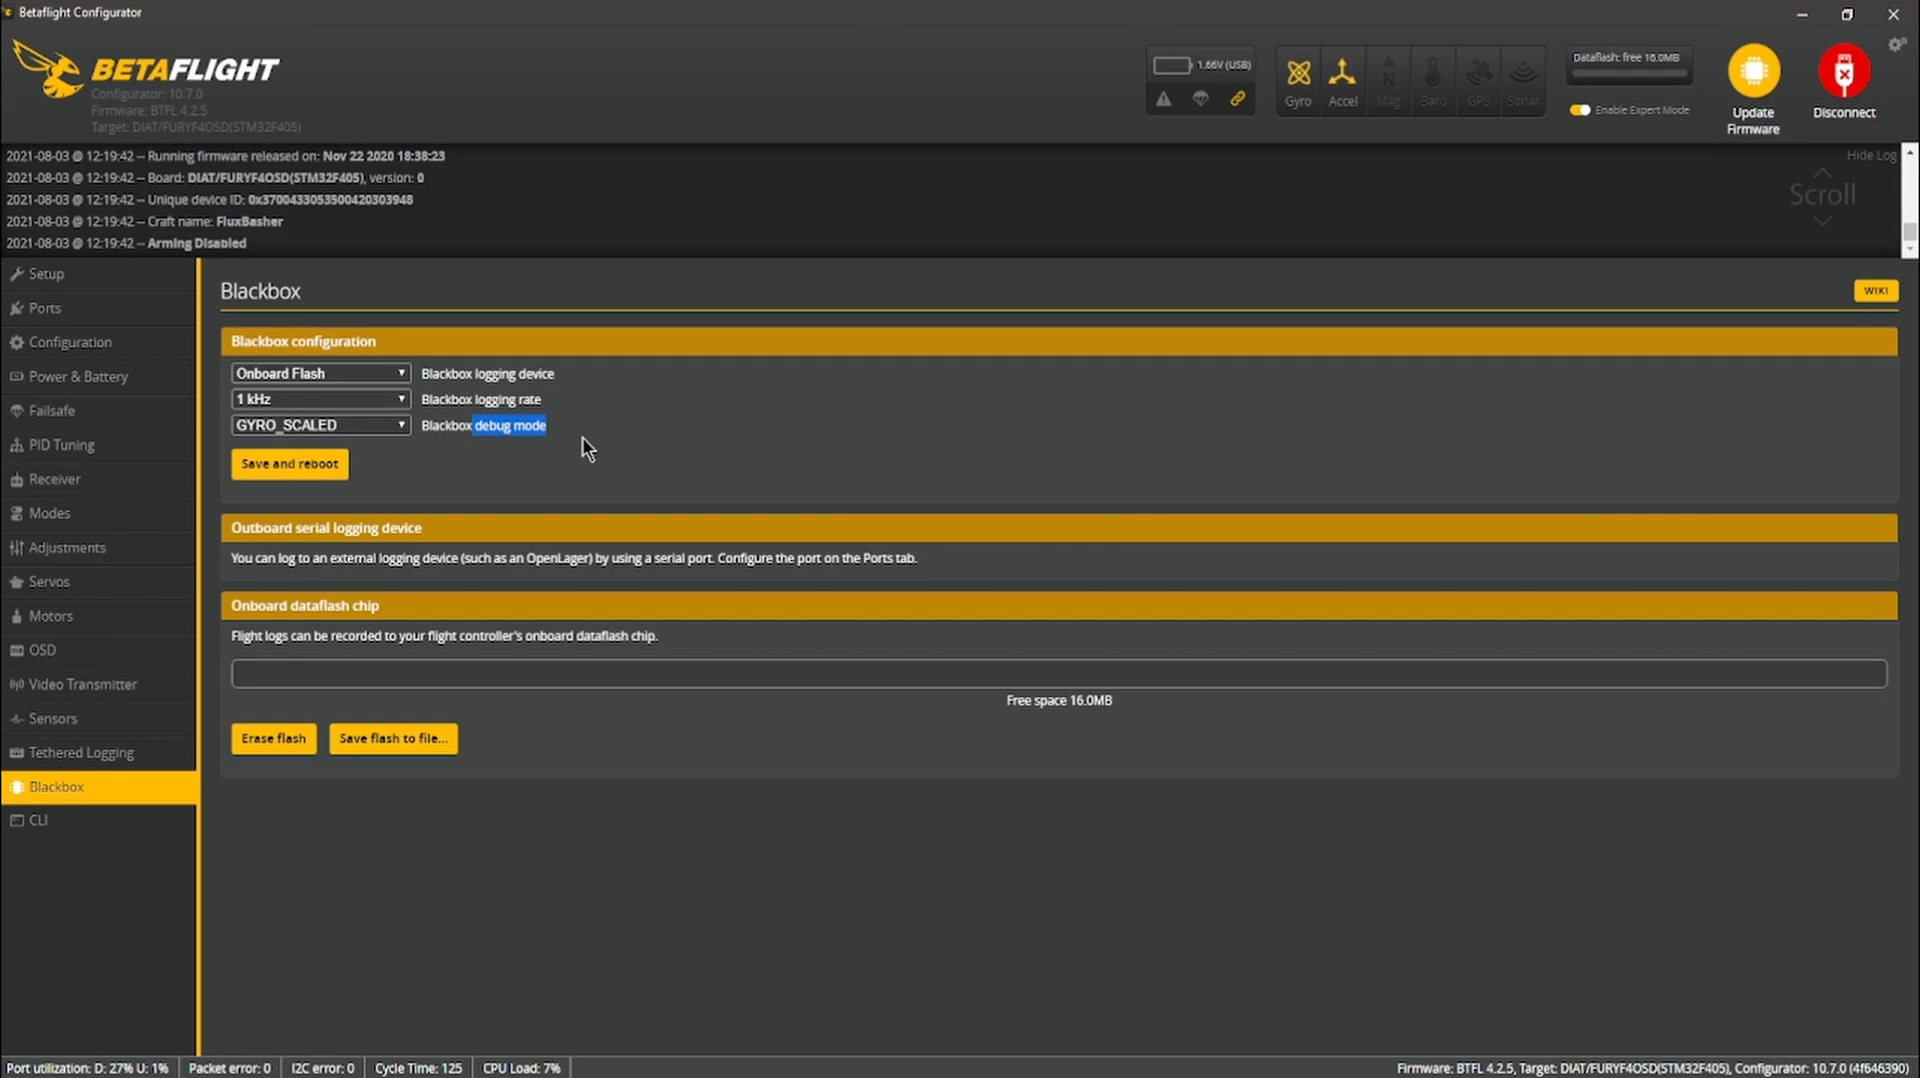 Betaflight Configurator
BETAFLIGHT
Configurator: 10.7.0
Firmware: BTFL 4.2.5
Target: DIAT/FURYF4OSD(STM32F405)
1.66V (USB)
Gyro
Accel
Mag
Baro
GPS
Sonar
Dataflash: free 16.0MB
Enable Expert Mode
Update
Firmware
Disconnect
2021-08-03 @ 12:19:42 -- Running firmware released on: Nov 22 2020 18:38:23
2021-08-03 @ 12:19:42 -- Board: DIAT/FURYF4OSD(STM32F405), version: 0
2021-08-03 @ 12:19:42 -- Unique device ID: 0x3700433053500420303948
2021-08-03 @ 12:19:42 -- Craft name: FluxBasher
2021-08-03 @ 12:19:42 -- Arming Disabled
Hide Log
Scroll
Setup
Ports
Configuration
Power & Battery
Failsafe
PID Tuning
Receiver
Modes
Adjustments
Servos
Motors
OSD
Video Transmitter
Sensors
Tethered Logging
Blackbox
CLI
Blackbox
WIKI
Blackbox configuration
Onboard Flash Blackbox logging device
1 kHz Blackbox logging rate
GYRO_SCALED Blackbox debug mode
Save and reboot
Outboard serial logging device
You can log to an external logging device (such as an OpenLager) by using a serial port. Configure the port on the Ports tab.
Onboard dataflash chip
Flight logs can be recorded to your flight controller's onboard dataflash chip.
Free space 16.0MB
Erase flash
Save flash to file...
Port utilization: D: 27% U: 1% Packet error: 0 I2C error: 0 Cycle Time: 125 CPU Load: 7%
Firmware: BTFL 4.2.5, Target: DIAT/FURYF4OSD(STM32F405), Configurator: 10.7.0 (4f646390)